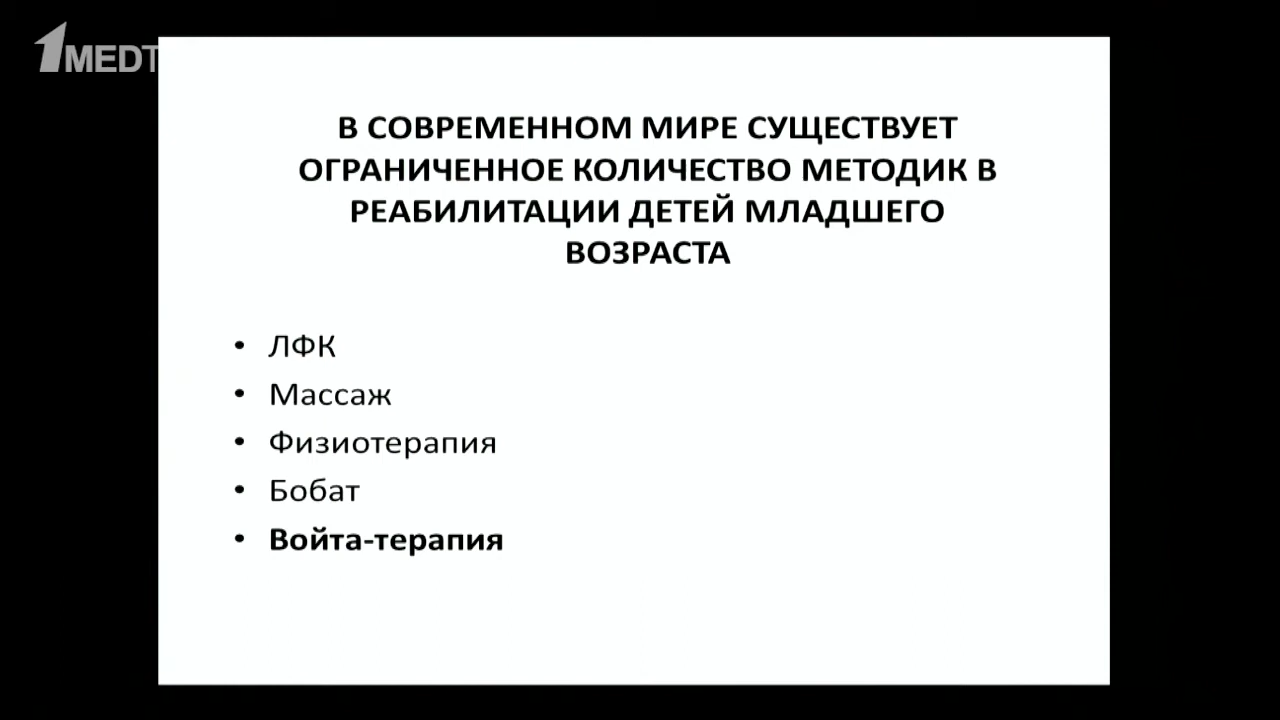 1MEDT
В СОВРЕМЕННОМ МИРЕ СУЩЕСТВУЕТ
ОГРАНИЧЕННОЕ КОЛИЧЕСТВО МЕТОДИК В
РЕАБИЛИТАЦИИ ДЕТЕЙ МЛАДШЕГО
ВОЗРАСТА
• ЛФК
• Массаж
• Физиотерапия
• Бобат
• Войта-терапия